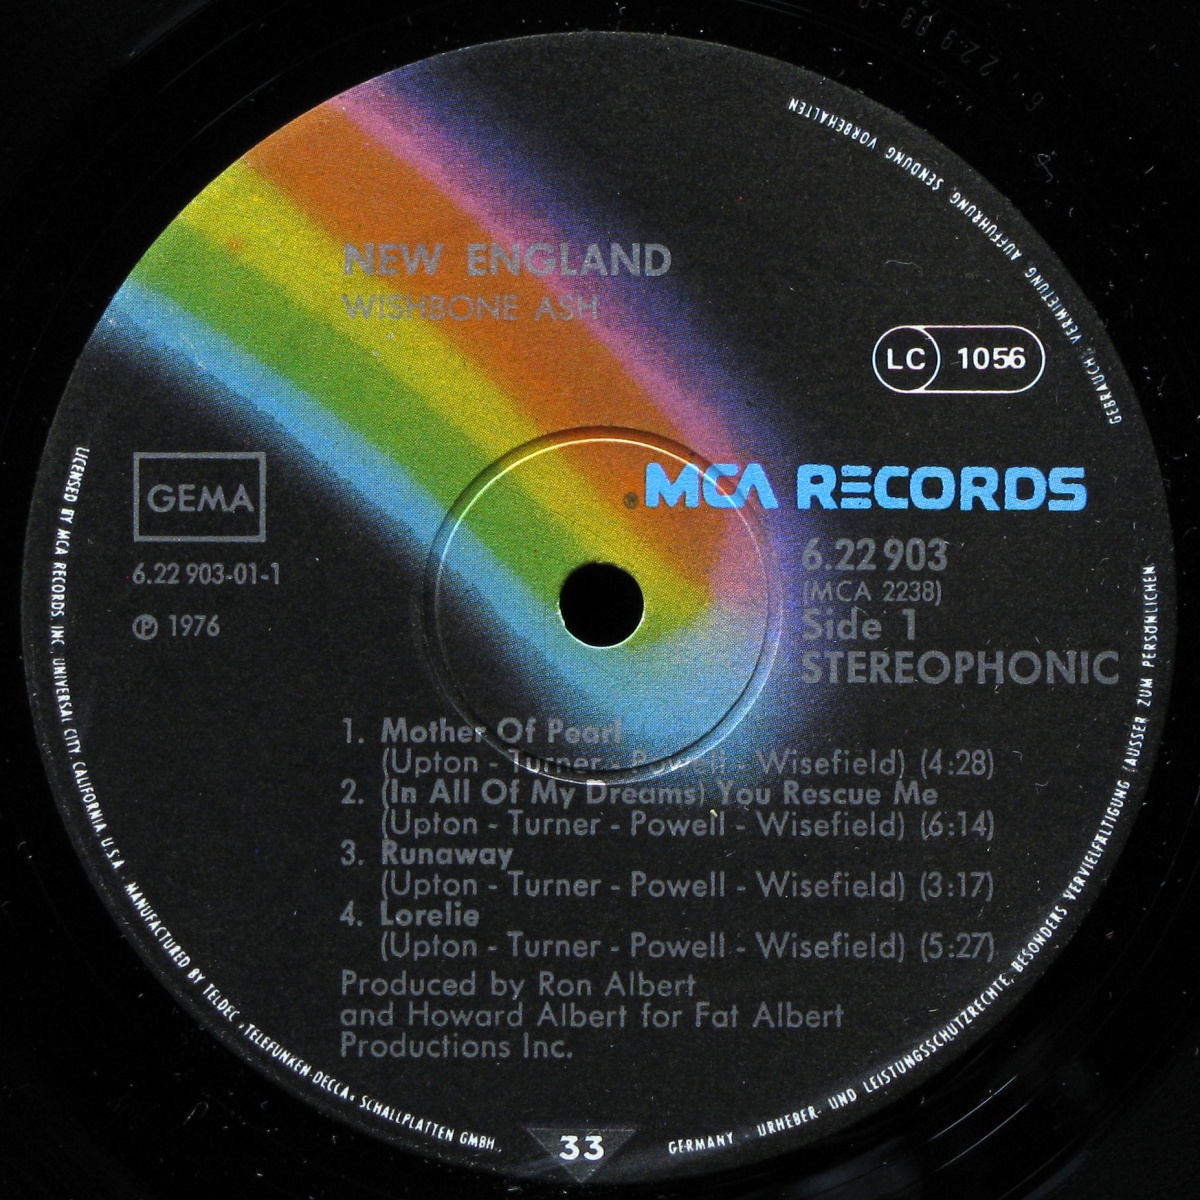 NEW ENGLAND
WISHBONE ASH
LC 1056
MCA RECORDS
GEMA
6.22 903-01-1
℗ 1976
6.22 903
(MCA 2238)
Side 1
STEREOPHONIC
1. Mother Of Pearl
(Upton - Turner - Powell - Wisefield) (4:28)
2. (In All Of My Dreams) You Rescue Me
(Upton - Turner - Powell - Wisefield) (6:14)
3. Runaway
(Upton - Turner - Powell - Wisefield) (3:17)
4. Lorelie
(Upton - Turner - Powell - Wisefield) (5:27)
Produced by Ron Albert
and Howard Albert for Fat Albert
Productions Inc.
33
LICENSED BY MCA RECORDS, INC. UNIVERSAL CITY, CALIFORNIA, U.S.A. MANUFACTURED BY TELDEC »TELEFUNKEN-DECCA« SCHALLPLATTEN GMBH.
GERMANY · URHEBER- UND LEISTUNGSSCHUTZRECHTE, BESONDERS VERVIELFÄLTIGUNG (AUSSER ZUM PERSÖNLICHEN
GEBRAUCH), VERMIETUNG, AUFFÜHRUNG, SENDUNG VORBEHALTEN